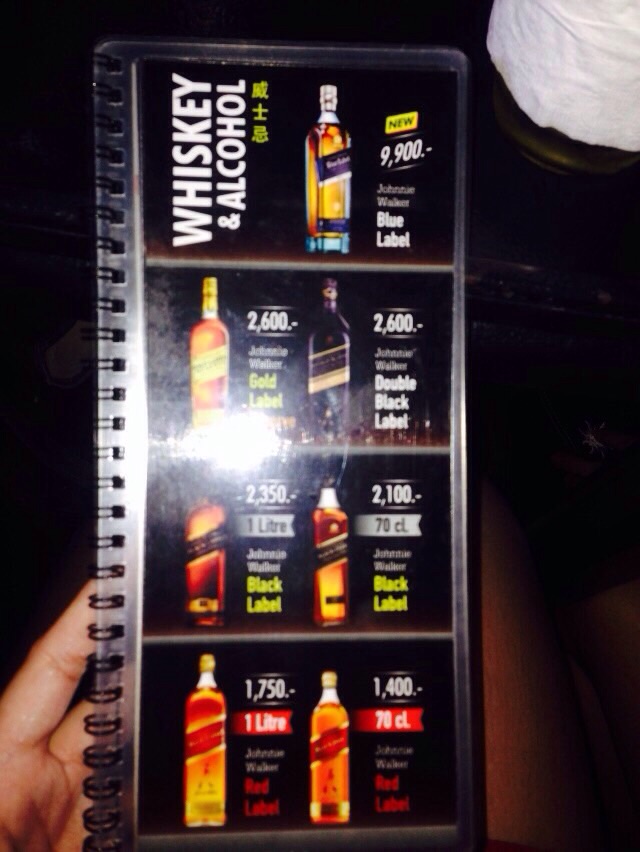 WHISKEY
& ALCOHOL
威士忌
NEW
9,900.-
Johnnie
Walker
Blue
Label
2,600.-
Johnnie
Walker
Gold
Label
2,600.-
Johnnie
Walker
Double
Black
Label
2,350.-
1 Litre
Johnnie
Walker
Black
Label
2,100.-
70 cl.
Johnnie
Walker
Black
Label
1,750.-
1 Litre
Johnnie
Walker
Red
Label
1,400.-
70 cl.
Johnnie
Walker
Red
Label